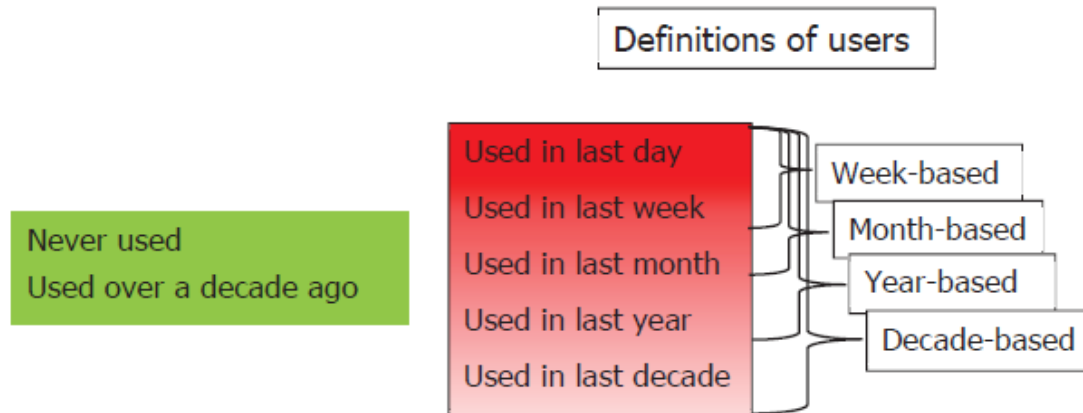 Definitions of users
Never used
Used over a decade ago
Used in last day
Used in last week
Used in last month
Used in last year
Used in last decade
Week-based
Month-based
Year-based
Decade-based